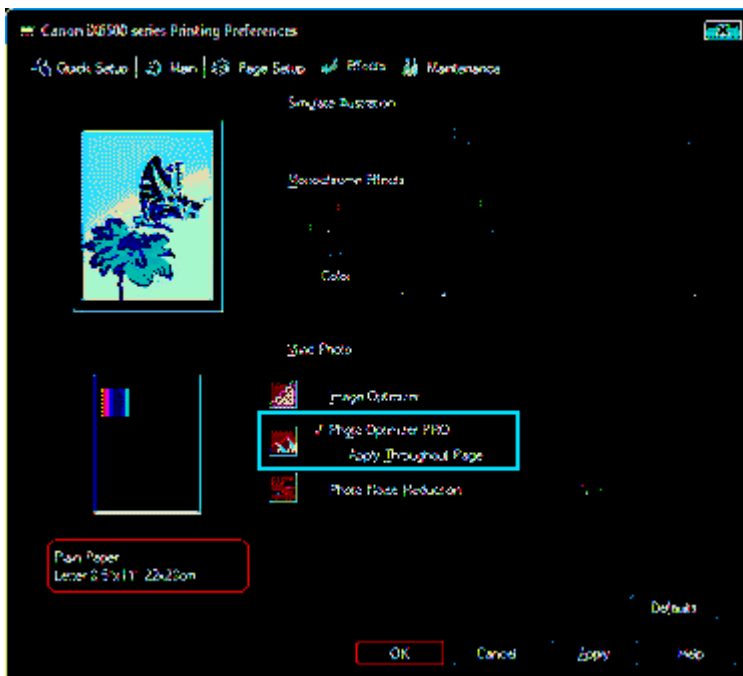 Canon iX6500 series Printing Preferences
Quick Setup Main Page Setup Effects Maintenance
Simulate Illustration
Monochrome Effects
Color
Vivid Photo
Image Optimizer
Photo Optimizer PRO
Apply Throughout Page
Photo Noise Reduction
Plain Paper
Letter 8.5"x11" 22x28cm
Defaults
OK Cancel Apply Help